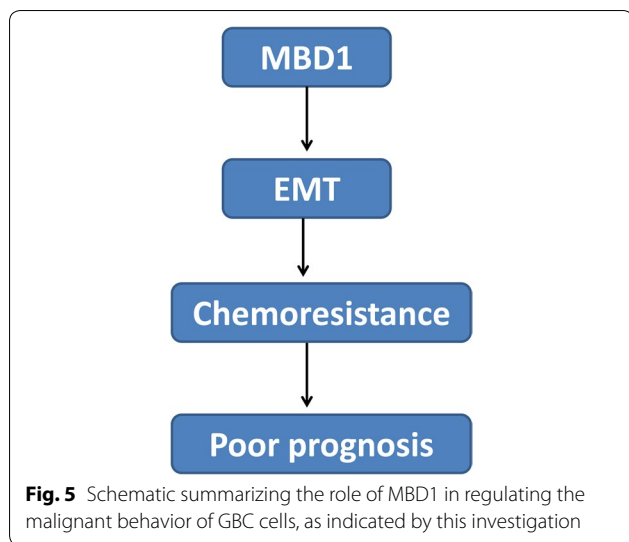 MBD1
EMT
Chemoresistance
Poor prognosis
Fig. 5 Schematic summarizing the role of MBD1 in regulating the
malignant behavior of GBC cells, as indicated by this investigation